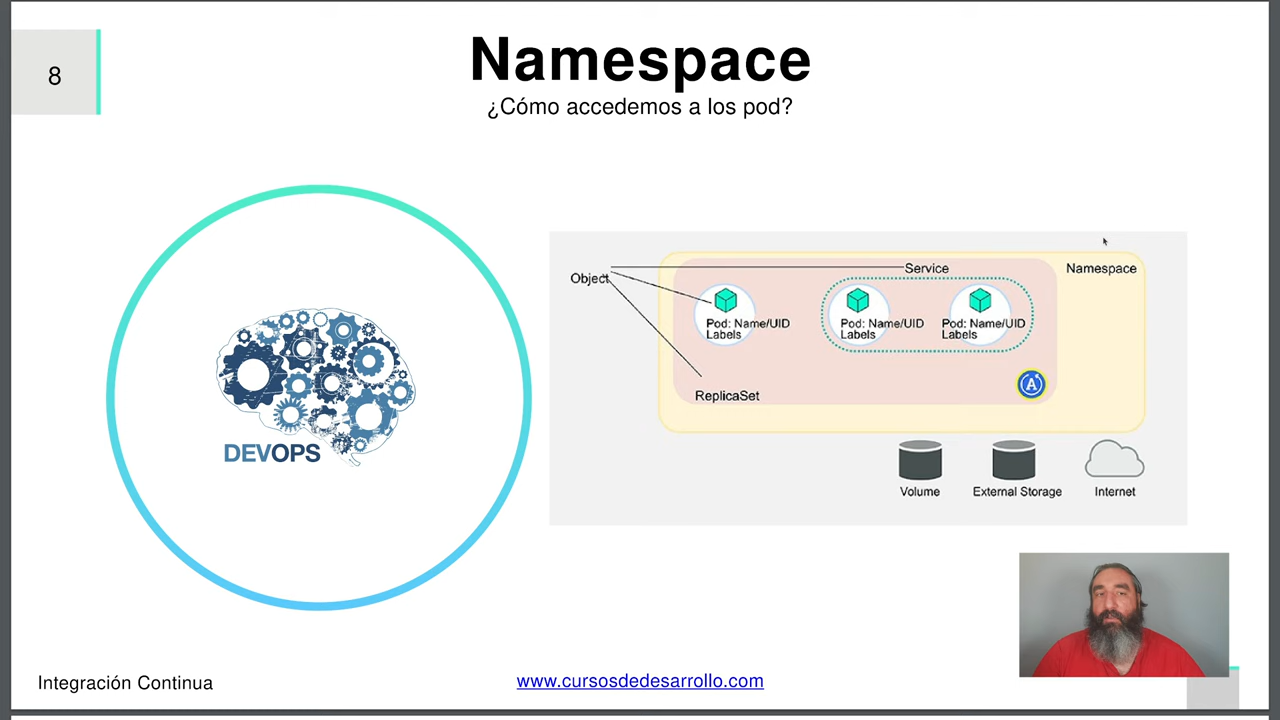 8
Namespace
¿Cómo accedemos a los pod?
DEVOPS
Object
Service
Namespace
Pod: Name/UID
Labels
Pod: Name/UID
Labels
Pod: Name/UID
Labels
ReplicaSet
A
Volume
External Storage
Internet
Integración Continua
www.cursosdedesarrollo.com